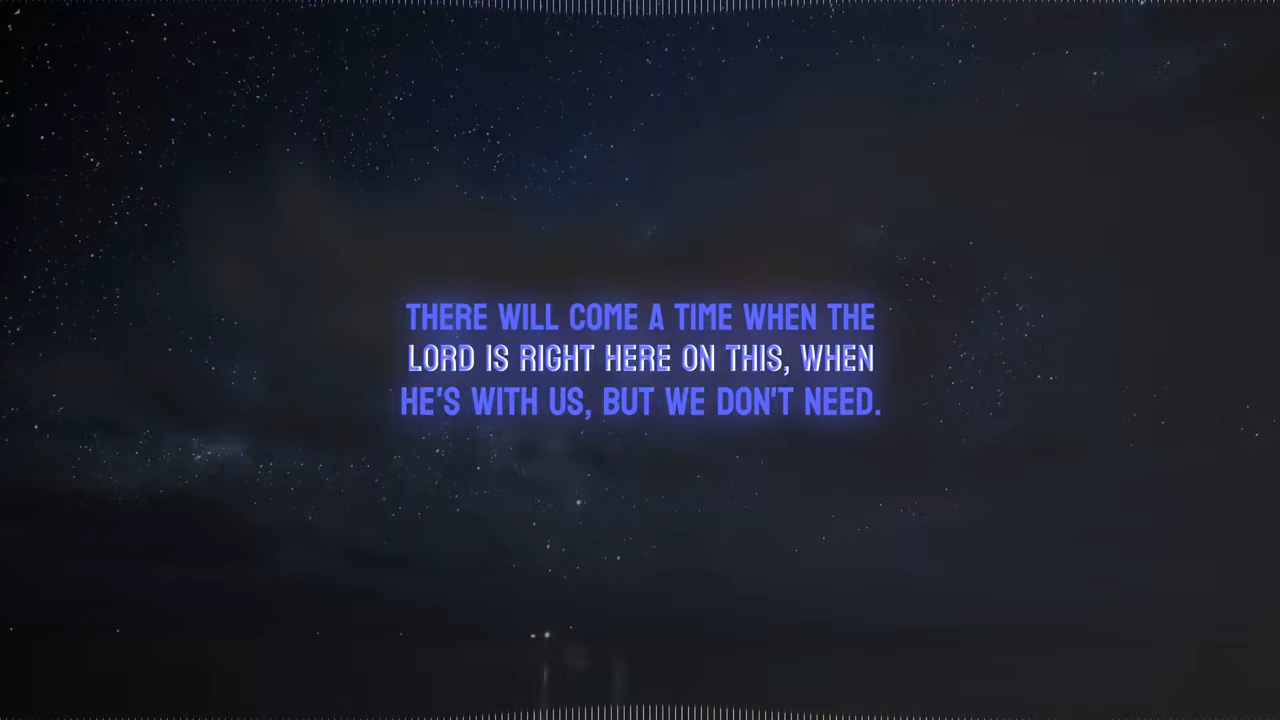 THERE WILL COME A TIME WHEN THE
LORD IS RIGHT HERE ON THIS, WHEN
HE'S WITH US, BUT WE DON'T NEED.